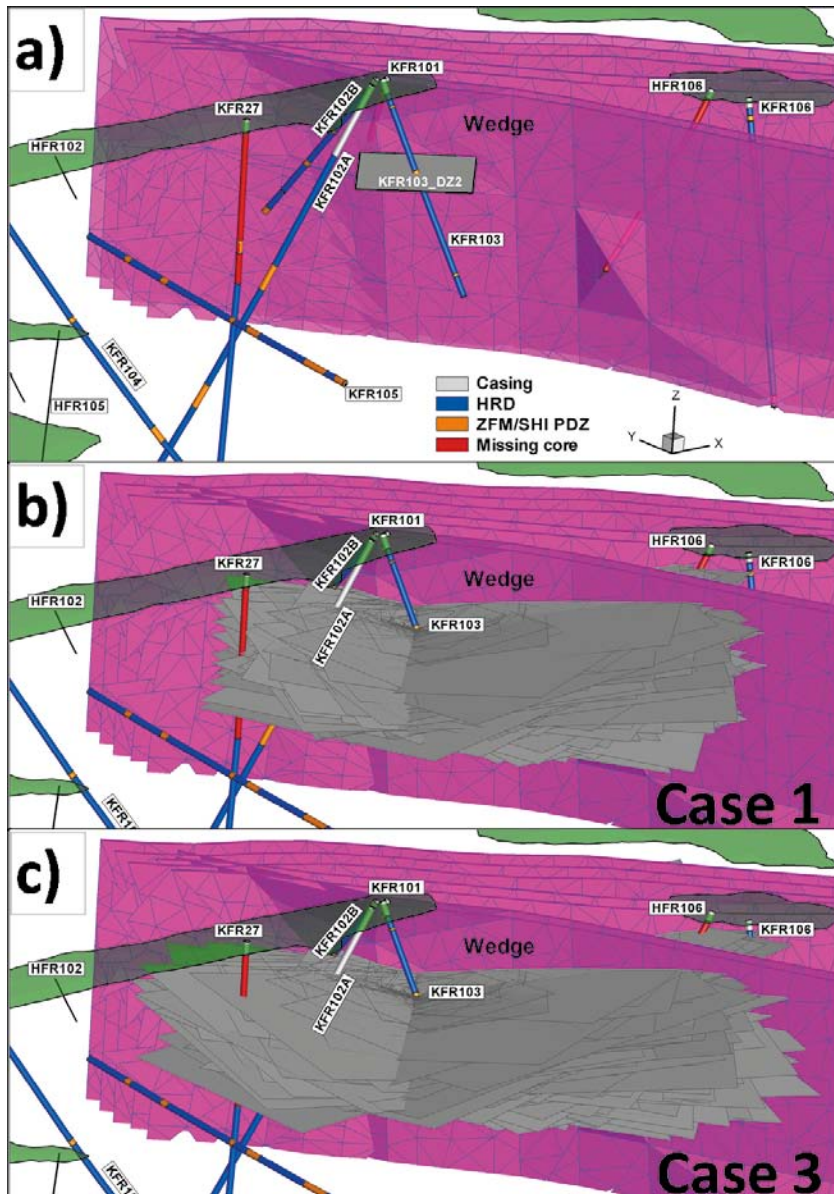 a)
KFR101
KFR102B
KFR27
HFR106
KFR106
Wedge
HFR102
KFR102A
KFR103_DZ2
KFR103
KFR104
HFR105
KFR105
Casing
HRD
ZFM/SHI PDZ
Missing core
Z
Y
X
b)
KFR101
KFR102B
KFR27
HFR106
KFR106
Wedge
HFR102
KFR102A
KFR103
Case 1
c)
KFR101
KFR102B
KFR27
HFR106
KFR106
Wedge
HFR102
KFR102A
KFR103
Case 3